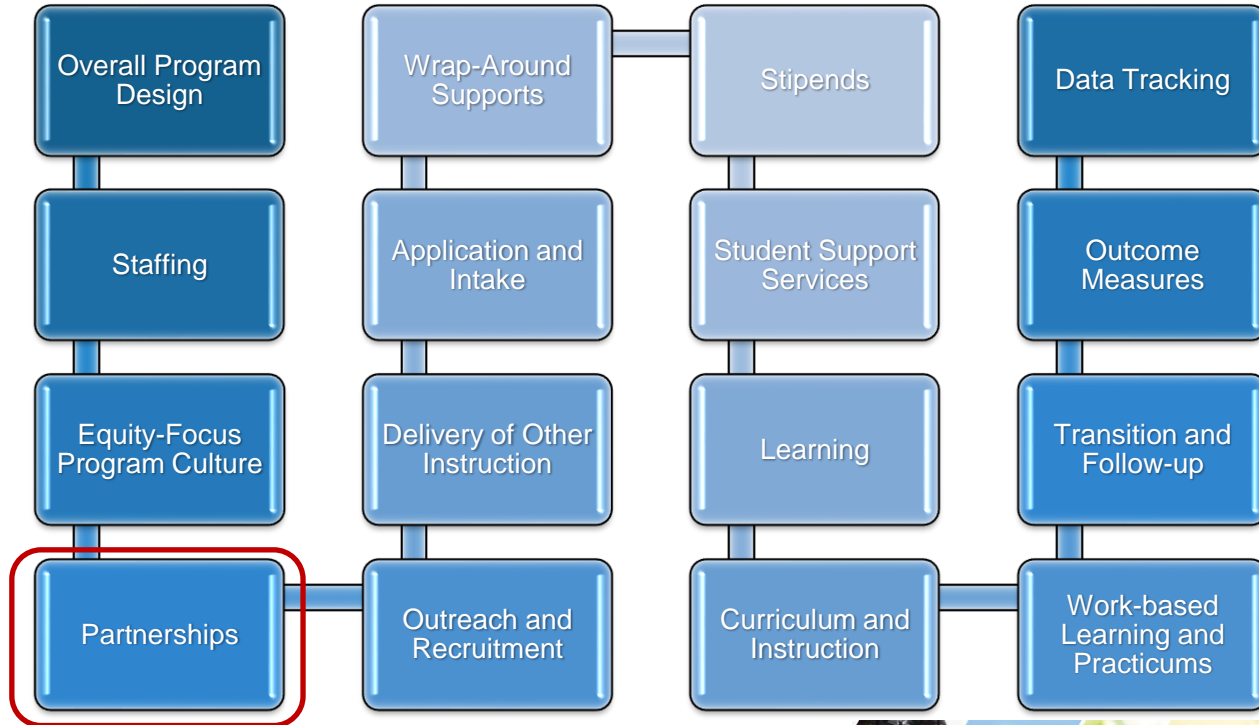 Overall Program
Design
Staffing
Equity-Focus
Program Culture
Partnerships
Outreach and
Recruitment
Delivery of Other
Instruction
Application and
Intake
Wrap-Around
Supports
Stipends
Student Support
Services
Learning
Curriculum and
Instruction
Work-based
Learning and
Practicums
Transition and
Follow-up
Outcome
Measures
Data Tracking